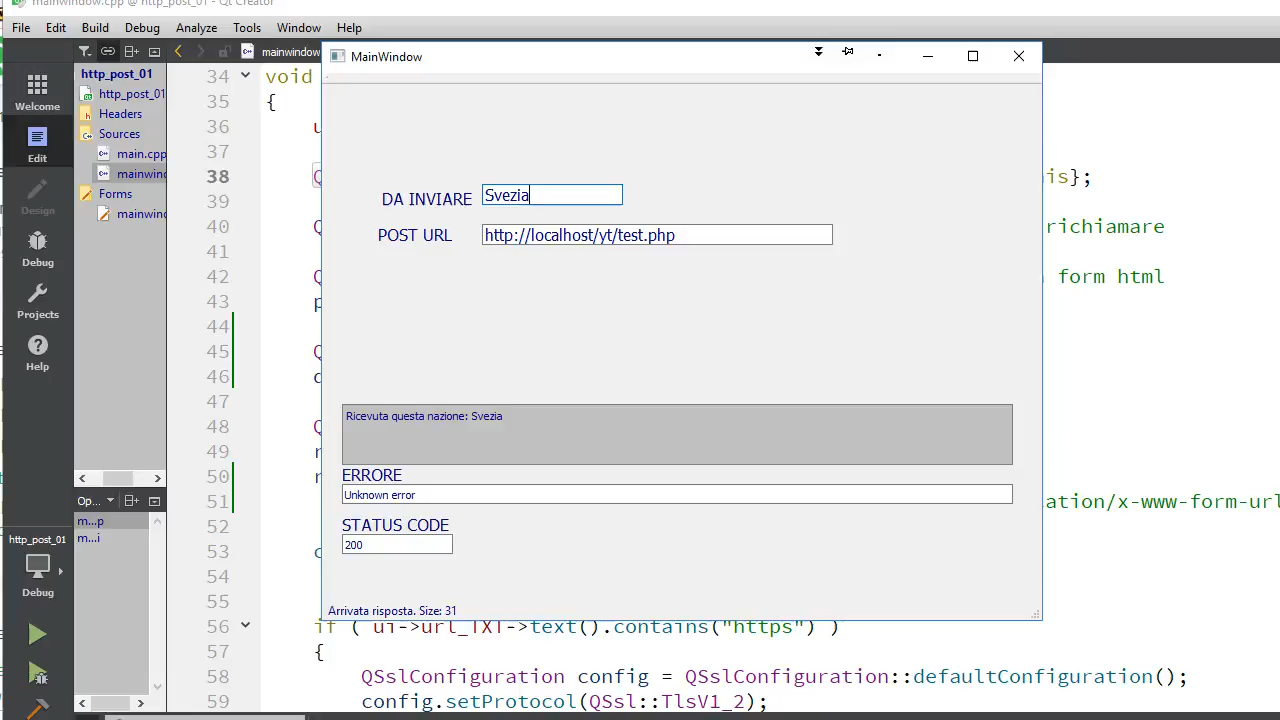 mainwindow.cpp @ http_post_01 - Qt Creator
File Edit Build Debug Analyze Tools Window Help
mainwindow
MainWindow
Welcome
Edit
Design
Debug
Projects
Help
http_post_01
Debug
http_post_01
http_post_01
Headers
Sources
main.cpp
mainwind
Forms
mainwind
Op...
m...p
m...i
34 void
35 {
36 u
37
38 is};
39
40 richiamare
41
42 form html
43 p
44
45
46 d
47
48
49 r
50 r
51 ation/x-www-form-url
52
53 c
54
55
56 if ( ui->url_TXT->text().contains("https") )
57 {
58 QSslConfiguration config = QSslConfiguration::defaultConfiguration();
59 config.setProtocol(QSsl::TlsV1_2);
DA INVIARE Svezia
POST URL http://localhost/yt/test.php
Ricevuta questa nazione: Svezia
ERRORE
Unknown error
STATUS CODE
200
Arrivata risposta. Size: 31